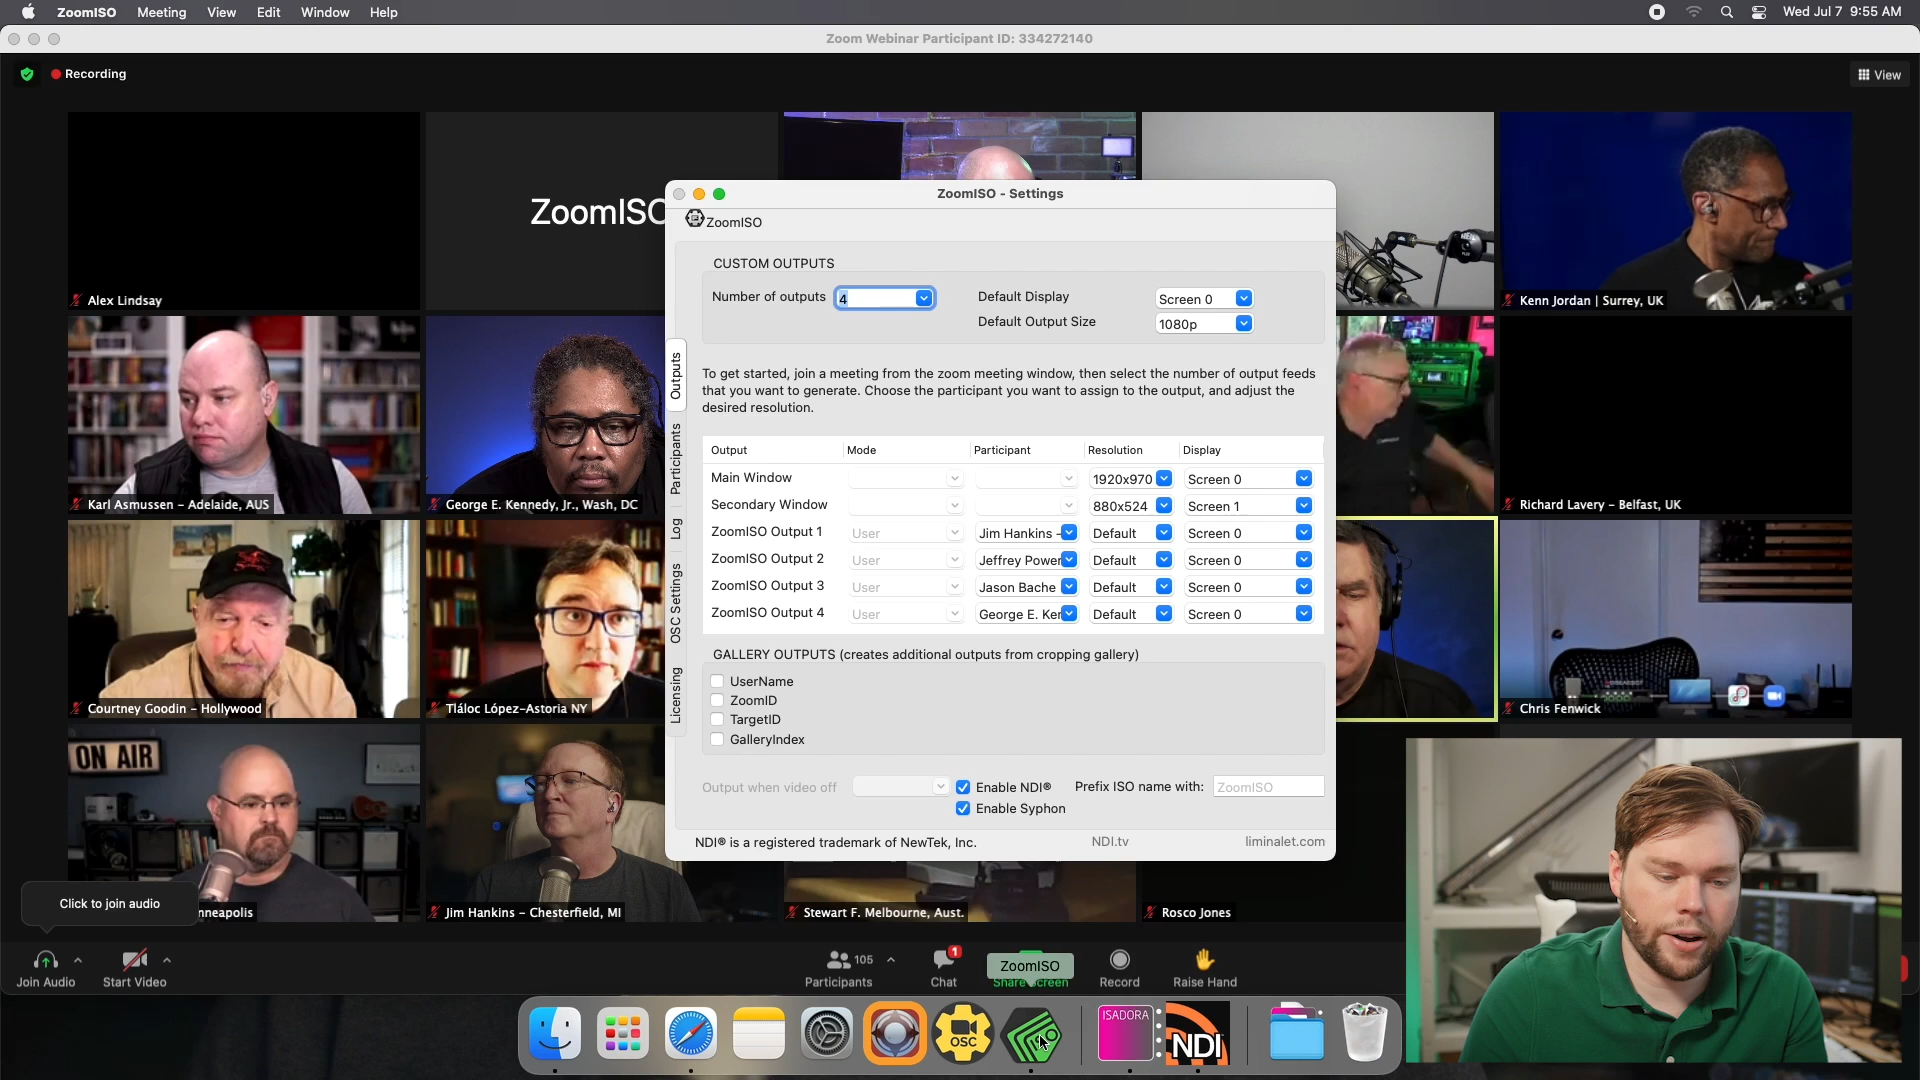 ZoomISO Meeting View Edit Window Help
Wed Jul 7 9:55 AM
Zoom Webinar Participant ID: 334272140
Recording
View
Alex Lindsay
ZoomISO
Kenn Jordan | Surrey, UK
Karl Asmussen – Adelaide, AUS
George E. Kennedy, Jr., Wash, DC
Richard Lavery – Belfast, UK
Courtney Goodin – Hollywood
Tláloc López-Astoria NY
Chris Fenwick
ON AIR
nneapolis
Jim Hankins – Chesterfield, MI
Stewart F. Melbourne, Aust.
Rosco Jones
ZoomISO - Settings
ZoomISO
Outputs
Participants
Log
OSC Settings
Licensing
CUSTOM OUTPUTS
Number of outputs 4
Default Display Screen 0
Default Output Size 1080p
To get started, join a meeting from the zoom meeting window, then select the number of output feeds
that you want to generate. Choose the participant you want to assign to the output, and adjust the
desired resolution.
Output Mode Participant Resolution Display
Main Window 1920x970 Screen 0
Secondary Window 880x524 Screen 1
ZoomISO Output 1 User Jim Hankins - Default Screen 0
ZoomISO Output 2 User Jeffrey Power Default Screen 0
ZoomISO Output 3 User Jason Bache Default Screen 0
ZoomISO Output 4 User George E. Ker Default Screen 0
GALLERY OUTPUTS (creates additional outputs from cropping gallery)
UserName
ZoomID
TargetID
GalleryIndex
Output when video off
Enable NDI®
Prefix ISO name with: ZoomISO
Enable Syphon
NDI® is a registered trademark of NewTek, Inc.
NDI.tv
liminalet.com
Click to join audio
Join Audio
Start Video
105
Participants
1
Chat
ZoomISO
Share Screen
Record
Raise Hand
OSC
ISADORA
NDI